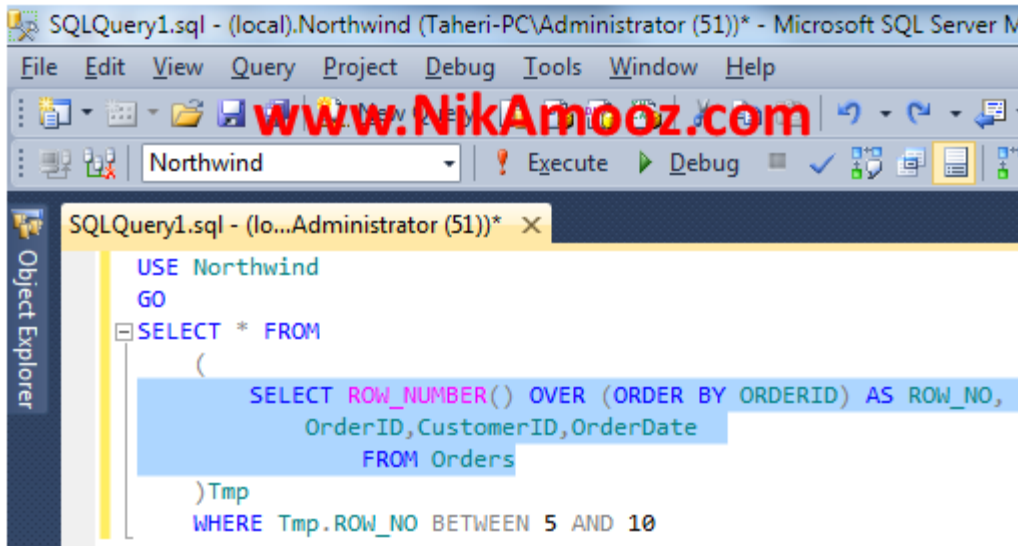 SQLQuery1.sql - (local).Northwind (Taheri-PC\Administrator (51))* - Microsoft SQL Server M
File Edit View Query Project Debug Tools Window Help
www.NikAmooz.com
New Query
Northwind Execute Debug
SQLQuery1.sql - (lo...Administrator (51))*
Object Explorer
USE Northwind
GO
SELECT * FROM
(
SELECT ROW_NUMBER() OVER (ORDER BY ORDERID) AS ROW_NO,
OrderID,CustomerID,OrderDate
FROM Orders
)Tmp
WHERE Tmp.ROW_NO BETWEEN 5 AND 10